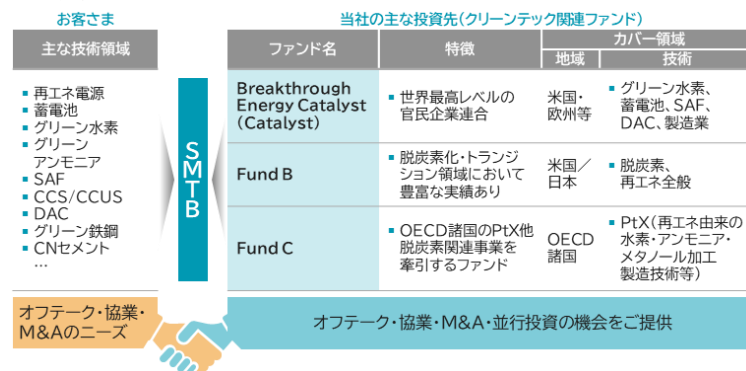 お客さま
主な技術領域
再エネ電源
蓄電池
グリーン水素
グリーン
アンモニア
SAF
CCS/CCUS
DAC
グリーン鉄鋼
CNセメント
…
オフテーク・協業・
M&Aのニーズ
SMTB
当社の主な投資先(クリーンテック関連ファンド)
ファンド名
特徴
カバー領域
地域
技術
Breakthrough
Energy Catalyst
(Catalyst)
世界最高レベルの
官民企業連合
米国・
欧州等
グリーン水素、
蓄電池、SAF、
DAC、製造業
Fund B
脱炭素化・トランジ
ション領域において
豊富な実績あり
米国/
日本
脱炭素、
再エネ全般
Fund C
OECD諸国のPtX他
脱炭素関連事業を
牽引するファンド
OECD
諸国
PtX(再エネ由来の
水素・アンモニア・
メタノール加工
製造技術等)
オフテーク・協業・M&A・並行投資の機会をご提供